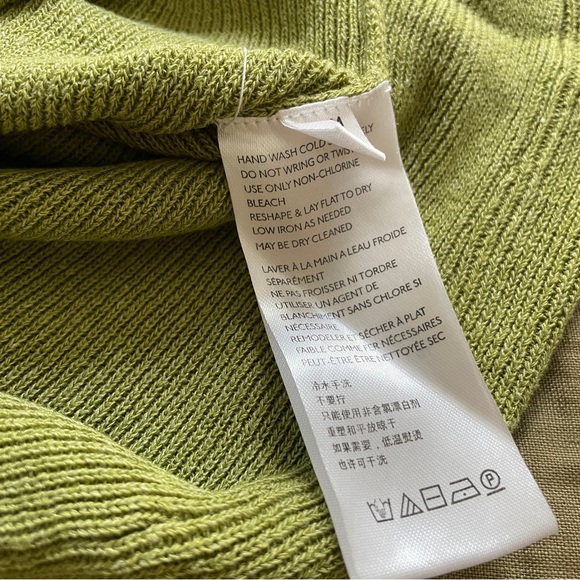 HAND WASH COLD
DO NOT WRING OR TWIST
USE ONLY NON-CHLORINE
BLEACH
RESHAPE & LAY FLAT TO DRY
LOW IRON AS NEEDED
MAY BE DRY CLEANED
LAVER À LA MAIN A LEAU FROIDE
SÉPARÉMENT
NE PAS FROISSER NI TORDRE
UTILISER UN AGENT DE
BLANCHIMENT SANS CHLORE SI
NÉCESSAIRE
REMODELER ET SÉCHER À PLAT
FAIBLE COMME FER NÉCESSAIRES
PEUT-ÊTRE ÊTRE NETTOYÉE SEC
冷水手洗
不要拧
只能使用非含氯漂白剂
重塑和平放晾干
如果需要，低温熨烫
也许可干洗
P